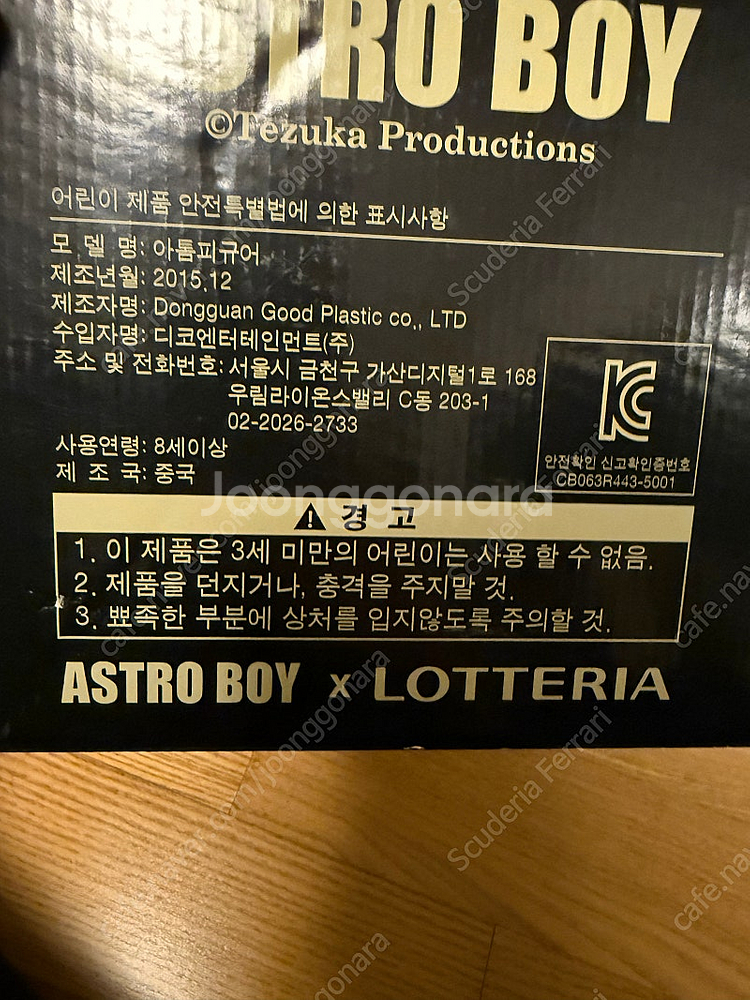 TRO BOY
©Tezuka Productions
어린이 제품 안전특별법에 의한 표시사항
모 델 명: 아톰피규어
제조년월: 2015.12
제조자명: Dongguan Good Plastic co., LTD
수입자명: 디코엔터테인먼트(주)
주소 및 전화번호: 서울시 금천구 가산디지털1로 168
우림라이온스밸리 C동 203-1
02-2026-2733
사용연령: 8세이상
제 조 국: 중국
KC
안전확인 신고확인증번호
CB063R443-5001
Joonggonara
⚠ 경 고
1. 이 제품은 3세 미만의 어린이는 사용 할 수 없음.
2. 제품을 던지거나, 충격을 주지말 것.
3. 뾰족한 부분에 상처를 입지않도록 주의할 것.
ASTRO BOY x LOTTERIA
Scuderia Ferrari
Scuderia Ferrari
Scuderia Ferrari